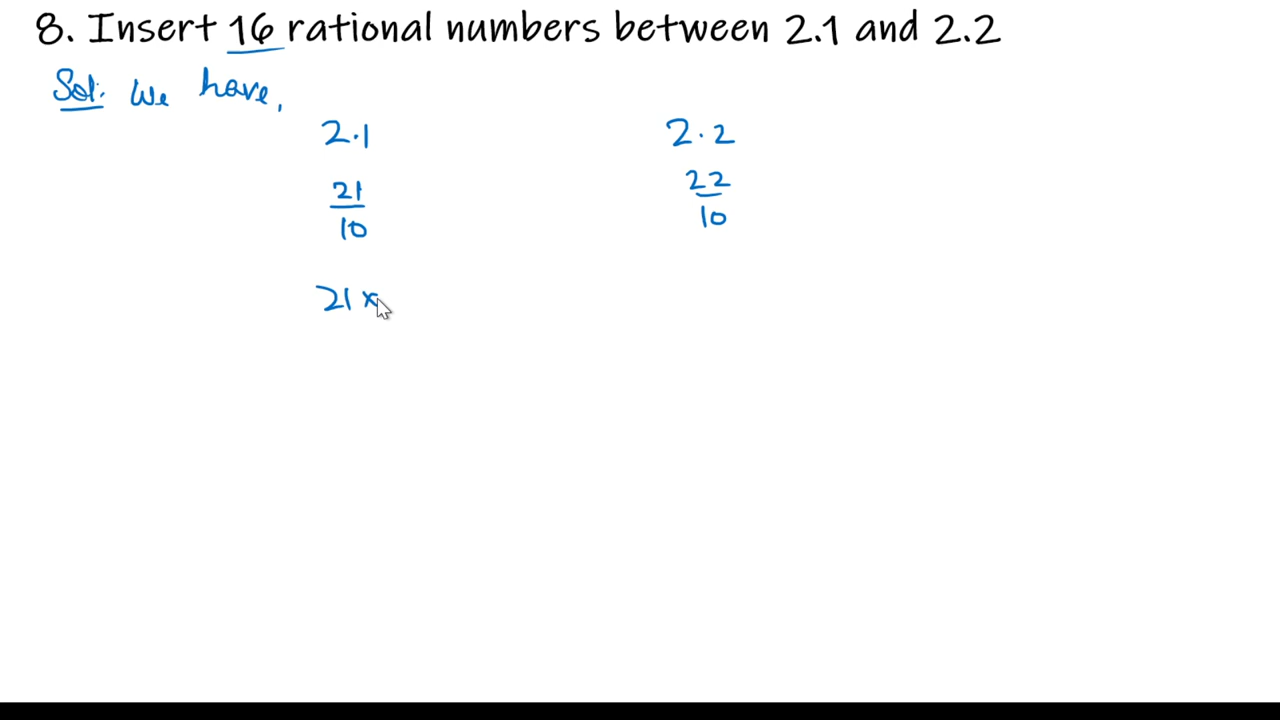 8. Insert 16 rational numbers between 2.1 and 2.2
Sol: We have,
2.1 2.2
21/10 22/10
21 ×